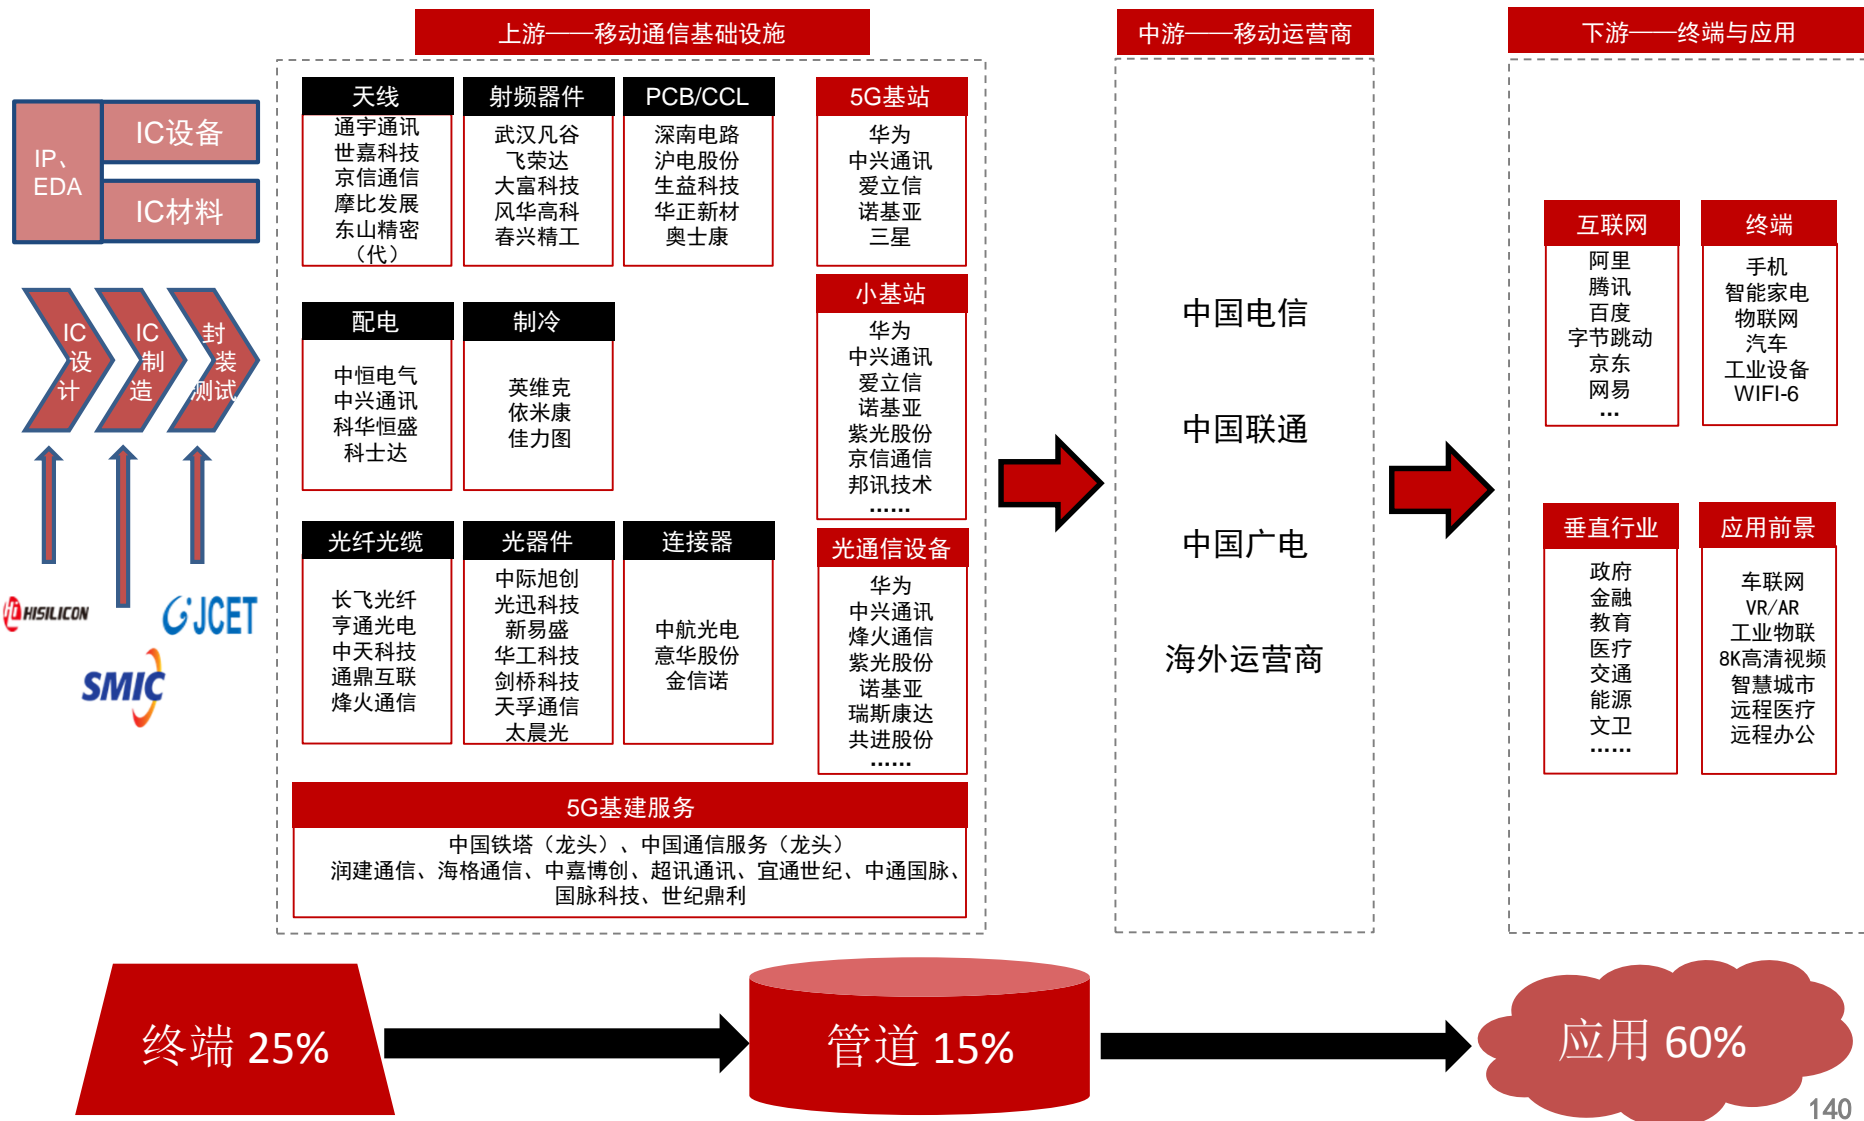 上游——移动通信基础设施
中游——移动运营商
下游——终端与应用
IP、
EDA
IC设备
IC材料
IC
设
计
IC
制
造
封
装
测试
HISILICON
SMIC
JCET
天线
通宇通讯
世嘉科技
京信通信
摩比发展
东山精密
（代）
射频器件
武汉凡谷
飞荣达
大富科技
风华高科
春兴精工
PCB/CCL
深南电路
沪电股份
生益科技
华正新材
奥士康
5G基站
华为
中兴通讯
爱立信
诺基亚
三星
配电
中恒电气
中兴通讯
科华恒盛
科士达
制冷
英维克
依米康
佳力图
小基站
华为
中兴通讯
爱立信
诺基亚
紫光股份
京信通信
邦讯技术
……
光纤光缆
长飞光纤
亨通光电
中天科技
通鼎互联
烽火通信
光器件
中际旭创
光迅科技
新易盛
华工科技
剑桥科技
天孚通信
太晨光
连接器
中航光电
意华股份
金信诺
光通信设备
华为
中兴通讯
烽火通信
紫光股份
诺基亚
瑞斯康达
共进股份
……
5G基建服务
中国铁塔（龙头）、中国通信服务（龙头）
润建通信、海格通信、中嘉博创、超讯通讯、宜通世纪、中通国脉、
国脉科技、世纪鼎利
中国电信
中国联通
中国广电
海外运营商
互联网
阿里
腾讯
百度
字节跳动
京东
网易
…
终端
手机
智能家电
物联网
汽车
工业设备
WIFI-6
垂直行业
政府
金融
教育
医疗
交通
能源
文卫
……
应用前景
车联网
VR/AR
工业物联
8K高清视频
智慧城市
远程医疗
远程办公
终端 25%
管道 15%
应用 60%
140